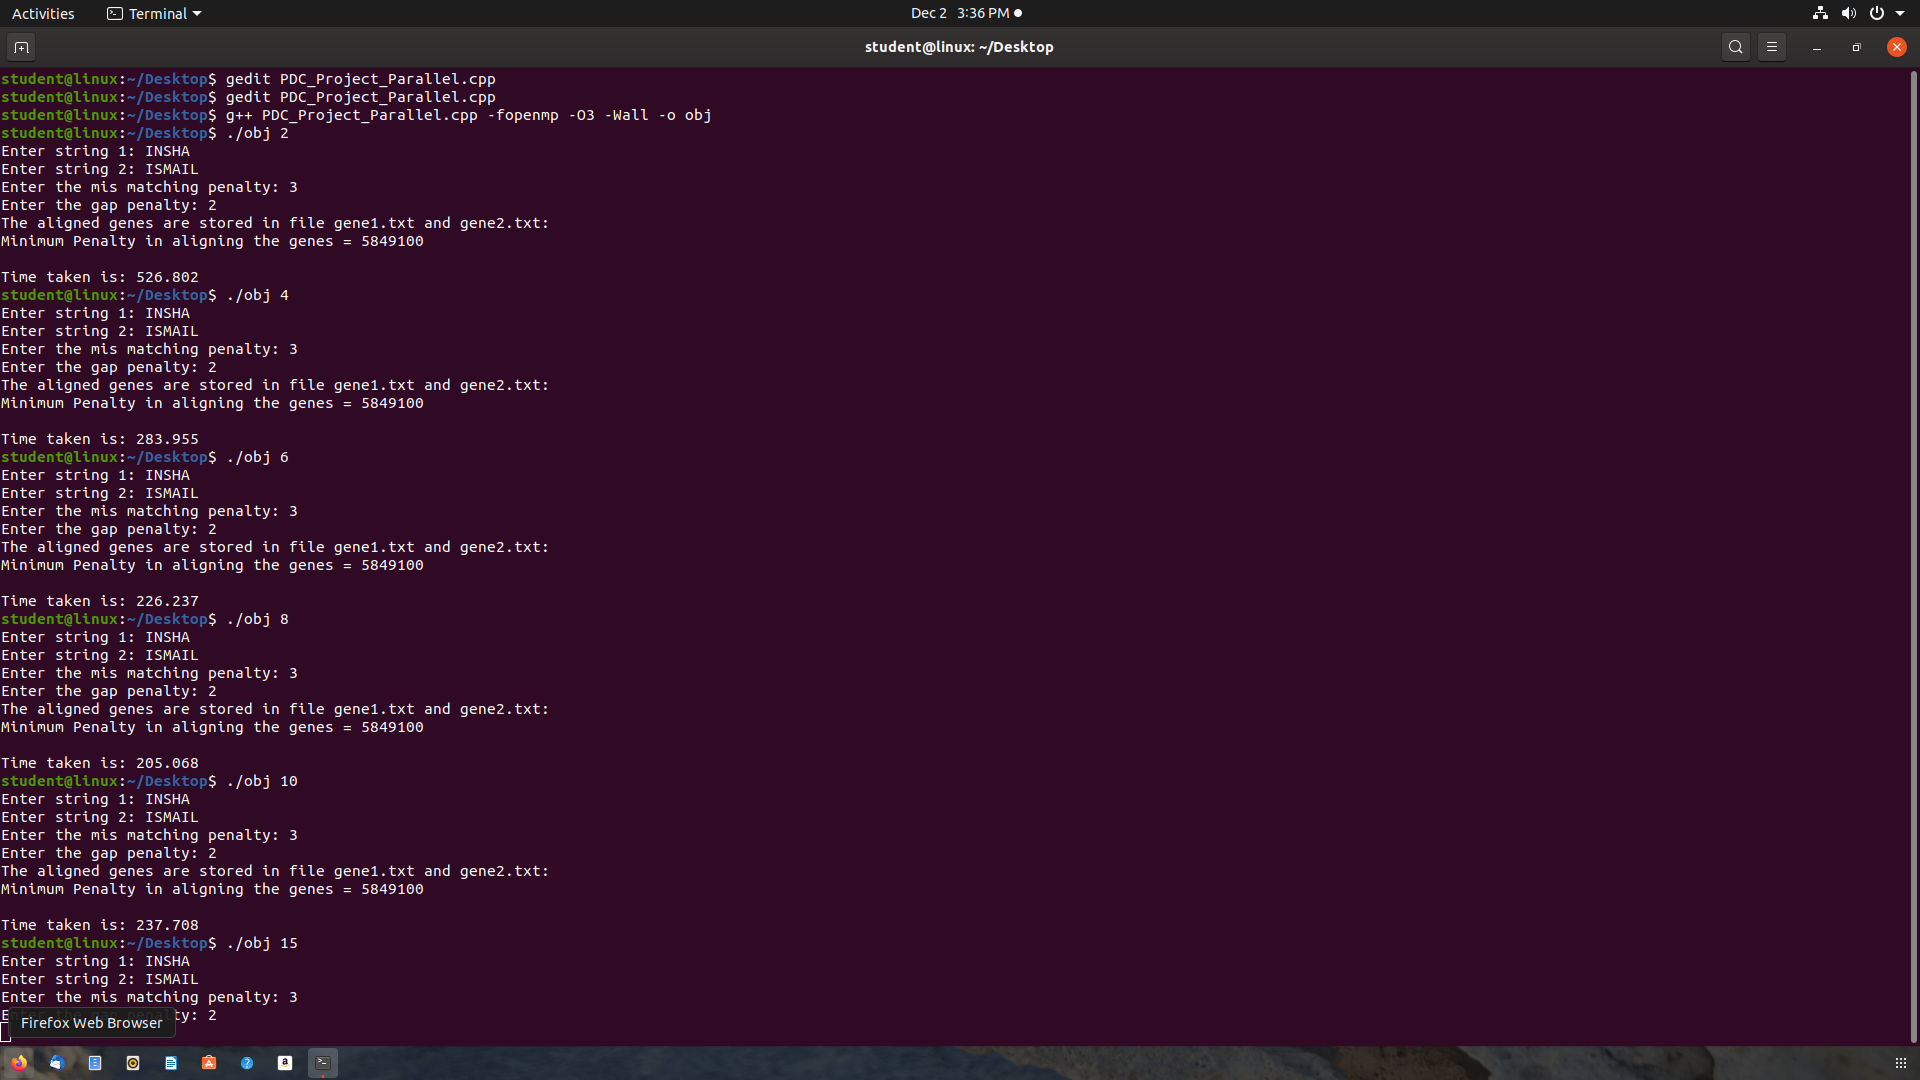 Activities Terminal Dec 2 3:36 PM
student@linux: ~/Desktop
student@linux:~/Desktop$ gedit PDC_Project_Parallel.cpp
student@linux:~/Desktop$ gedit PDC_Project_Parallel.cpp
student@linux:~/Desktop$ g++ PDC_Project_Parallel.cpp -fopenmp -O3 -Wall -o obj
student@linux:~/Desktop$ ./obj 2
Enter string 1: INSHA
Enter string 2: ISMAIL
Enter the mis matching penalty: 3
Enter the gap penalty: 2
The aligned genes are stored in file gene1.txt and gene2.txt:
Minimum Penalty in aligning the genes = 5849100
Time taken is: 526.802
student@linux:~/Desktop$ ./obj 4
Enter string 1: INSHA
Enter string 2: ISMAIL
Enter the mis matching penalty: 3
Enter the gap penalty: 2
The aligned genes are stored in file gene1.txt and gene2.txt:
Minimum Penalty in aligning the genes = 5849100
Time taken is: 283.955
student@linux:~/Desktop$ ./obj 6
Enter string 1: INSHA
Enter string 2: ISMAIL
Enter the mis matching penalty: 3
Enter the gap penalty: 2
The aligned genes are stored in file gene1.txt and gene2.txt:
Minimum Penalty in aligning the genes = 5849100
Time taken is: 226.237
student@linux:~/Desktop$ ./obj 8
Enter string 1: INSHA
Enter string 2: ISMAIL
Enter the mis matching penalty: 3
Enter the gap penalty: 2
The aligned genes are stored in file gene1.txt and gene2.txt:
Minimum Penalty in aligning the genes = 5849100
Time taken is: 205.068
student@linux:~/Desktop$ ./obj 10
Enter string 1: INSHA
Enter string 2: ISMAIL
Enter the mis matching penalty: 3
Enter the gap penalty: 2
The aligned genes are stored in file gene1.txt and gene2.txt:
Minimum Penalty in aligning the genes = 5849100
Time taken is: 237.708
student@linux:~/Desktop$ ./obj 15
Enter string 1: INSHA
Enter string 2: ISMAIL
Enter the mis matching penalty: 3
Enter the gap penalty: 2
Firefox Web Browser